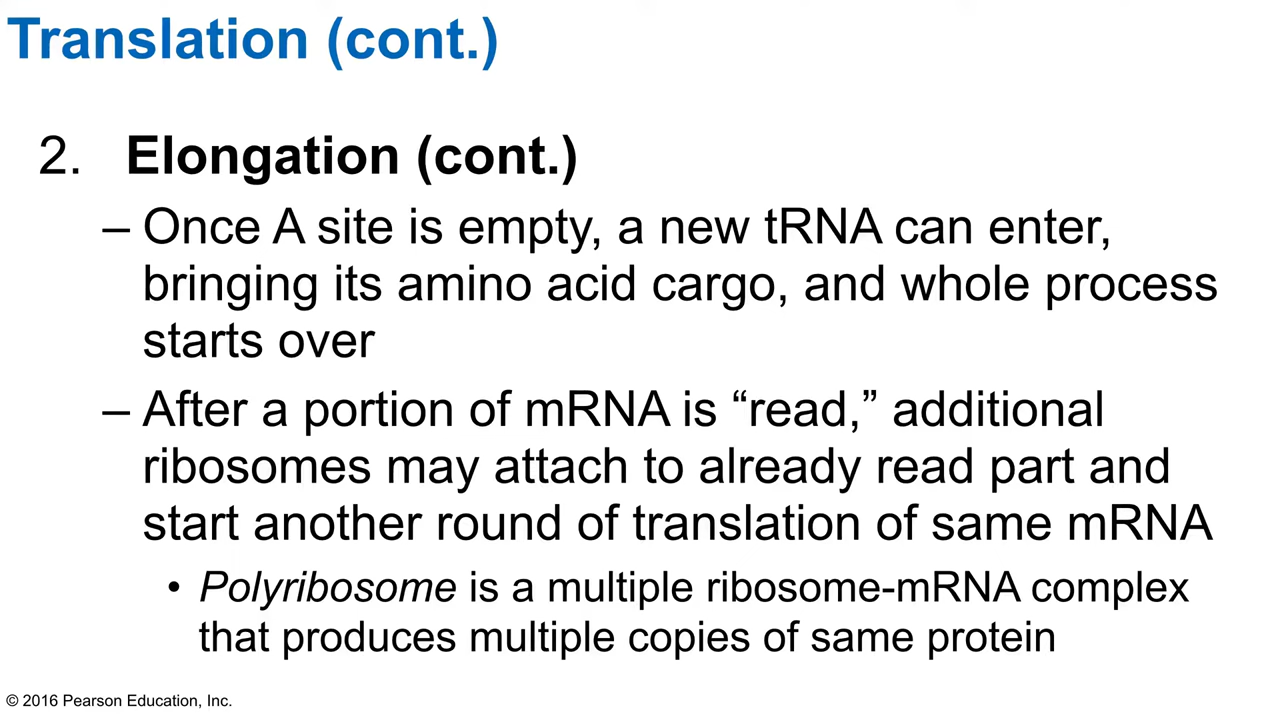 Translation (cont.)
2. Elongation (cont.)
– Once A site is empty, a new tRNA can enter,
bringing its amino acid cargo, and whole process
starts over
– After a portion of mRNA is “read,” additional
ribosomes may attach to already read part and
start another round of translation of same mRNA
• Polyribosome is a multiple ribosome-mRNA complex
that produces multiple copies of same protein
© 2016 Pearson Education, Inc.